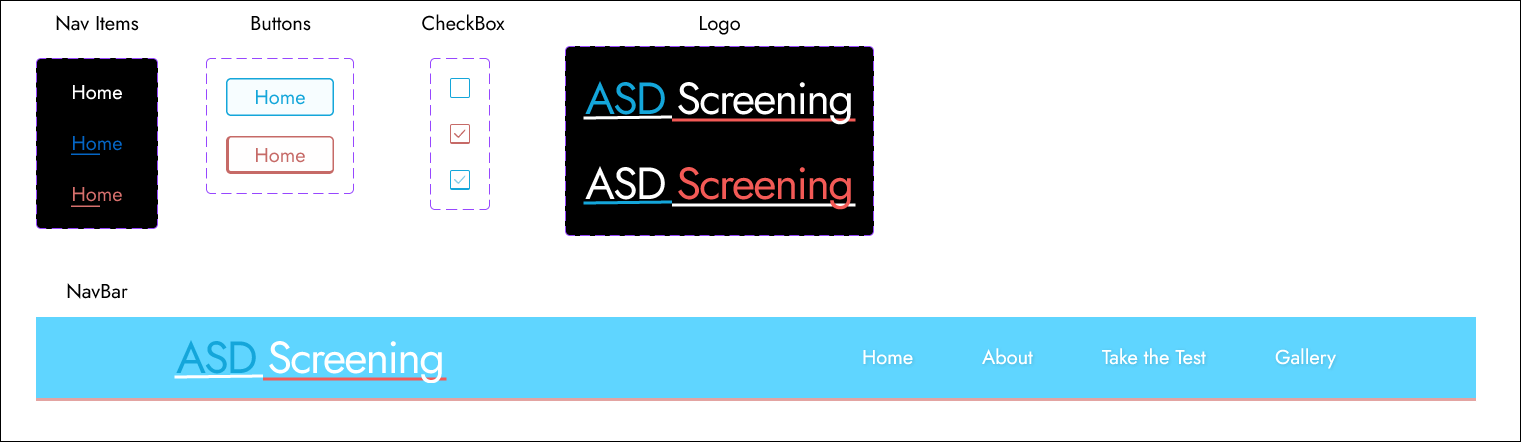 Nav Items
Buttons
CheckBox
Logo
Home
Home
Home
Home
Home
ASD Screening
ASD Screening
NavBar
ASD Screening
Home
About
Take the Test
Gallery